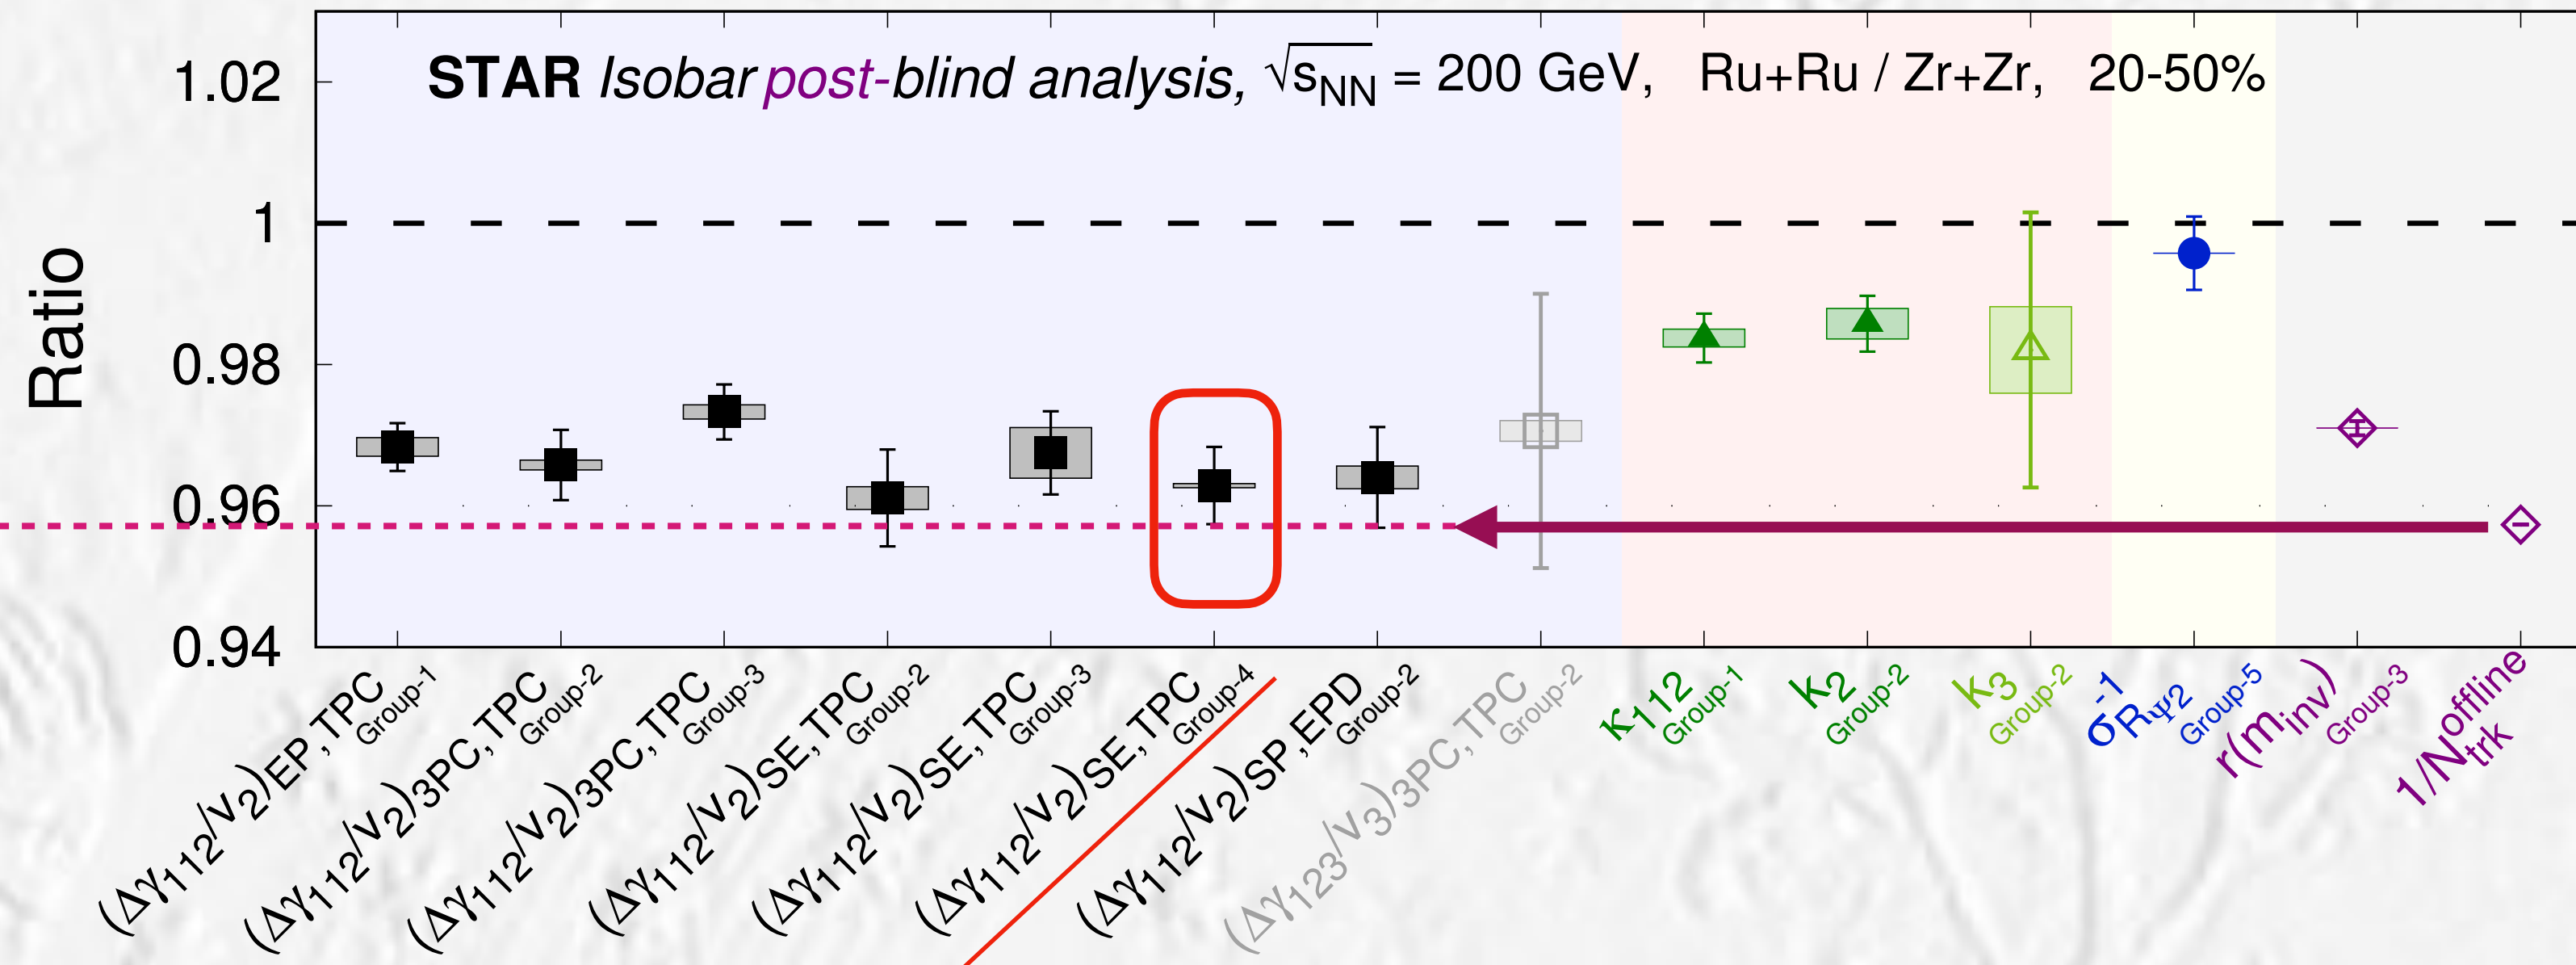 STAR Isobar post-blind analysis, √sNN = 200 GeV, Ru+Ru / Zr+Zr, 20-50%
Ratio
1.02
1
0.98
0.96
0.94
(Δγ112/v2)EP,TPC
Group-1
(Δγ112/v2)3PC,TPC
Group-2
(Δγ112/v2)3PC,TPC
Group-3
(Δγ112/v2)SE,TPC
Group-2
(Δγ112/v2)SE,TPC
Group-3
(Δγ112/v2)SE,TPC
Group-4
(Δγ112/v2)SP,EPD
Group-2
(Δγ123/v3)3PC,TPC
Group-2
κ112
Group-1
k2
Group-2
k3
Group-2
σ-1RΨ2
Group-5
r(minv)
Group-3
1/Nofflinetrk